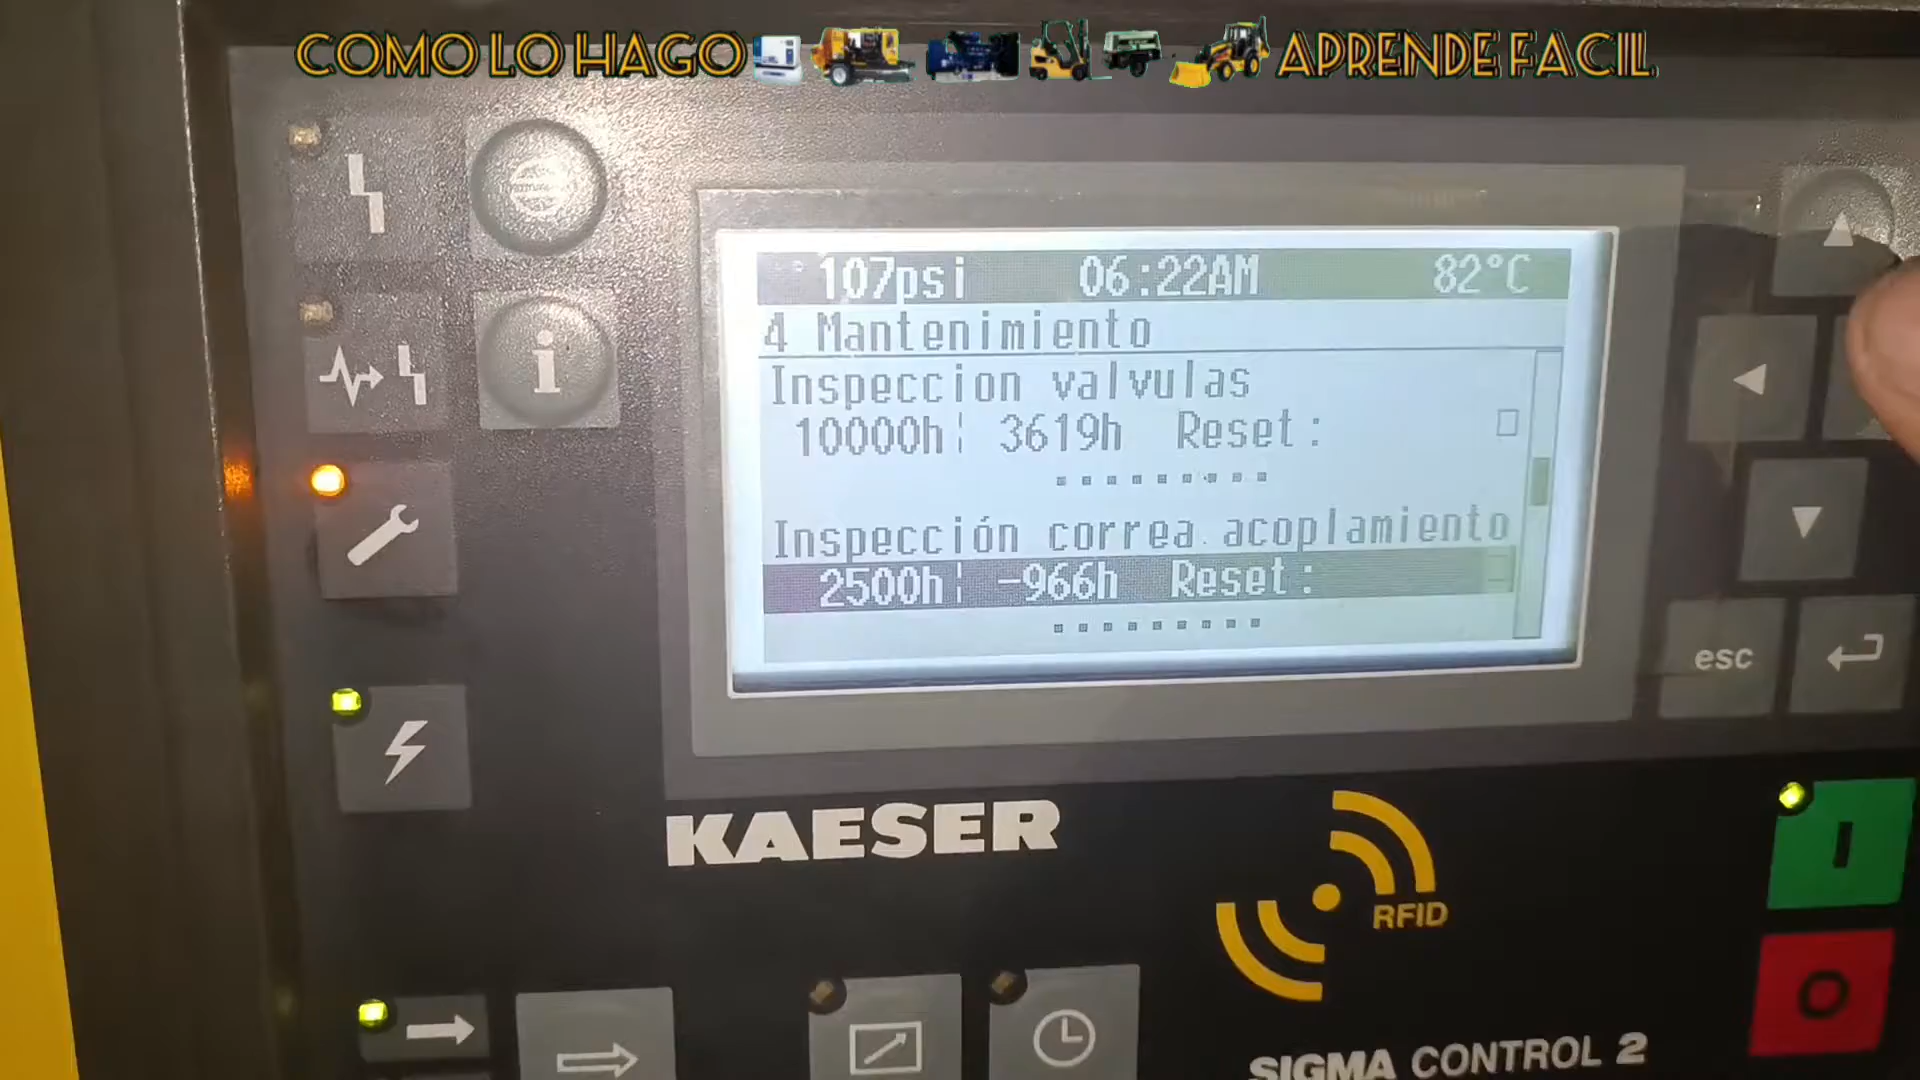 COMO LO HAGO APRENDE FACIL
107psi 06:22AM 82°C
4 Mantenimiento
Inspeccion valvulas
10000h¦ 3619h Reset:
Inspección correa.acoplamiento
2500h¦ -966h Reset:
i
esc
KAESER
RFID
I
O
SIGMA CONTROL 2